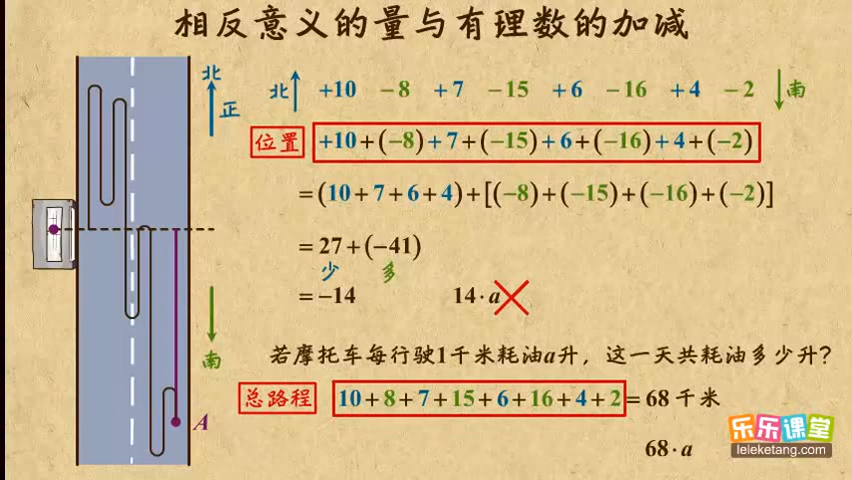 相反意义的量与有理数的加减
北 正
北 +10 −8 +7 −15 +6 −16 +4 −2 南
位置 +10+(−8)+7+(−15)+6+(−16)+4+(−2)
=(10+7+6+4)+[(−8)+(−15)+(−16)+(−2)]
=27+(−41)
少 多
=−14 14·a
南
若摩托车每行驶1千米耗油a升，这一天共耗油多少升?
总路程 10+8+7+15+6+16+4+2=68千米
A
乐乐课堂
leleketang.com
68·a